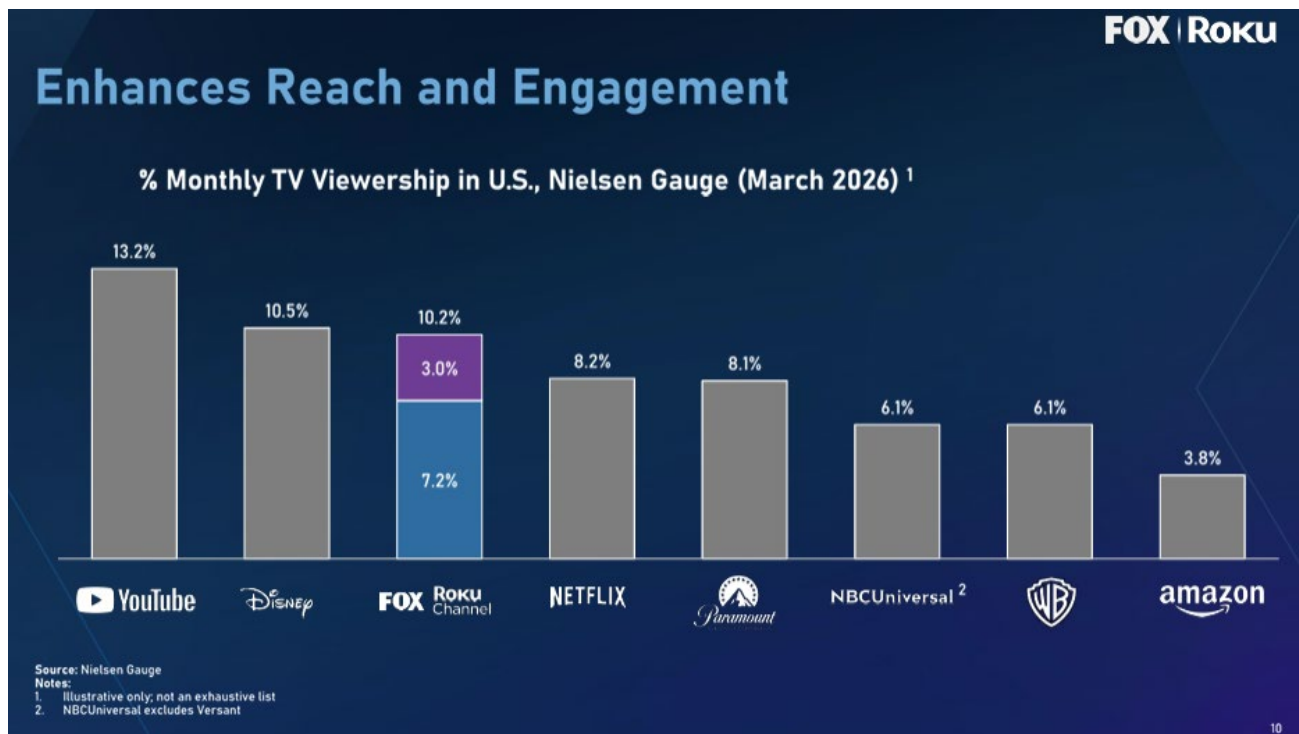 FOX | ROKU
Enhances Reach and Engagement
% Monthly TV Viewership in U.S., Nielsen Gauge (March 2026) 1
13.2%
10.5%
10.2%
3.0%
7.2%
8.2%
8.1%
6.1%
6.1%
3.8%
YouTube
Disney
FOX Roku
Channel
NETFLIX
Paramount
NBCUniversal 2
WB
amazon
Source: Nielsen Gauge
Notes:
1. Illustrative only; not an exhaustive list
2. NBCUniversal excludes Versant
10